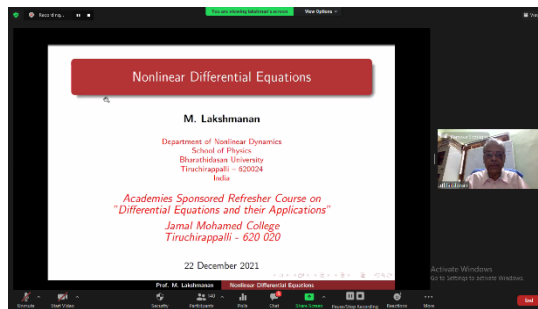 Recording...
You are viewing lakshman's screen
View Options
View
Nonlinear Differential Equations
M. Lakshmanan
Department of Nonlinear Dynamics
School of Physics
Bharathidasan University
Tiruchirappalli – 620024
India
Academies Sponsored Refresher Course on
"Differential Equations and their Applications"
Jamal Mohamed College
Tiruchirappalli - 620 020
22 December 2021
Prof. M. Lakshmanan Nonlinear Differential Equations
Activate Windows
Go to Settings to activate Windows.
Unmute
Start Video
Security
Participants
Polls
Chat
Share Screen
Pause/Stop Recording
Reactions
More
End